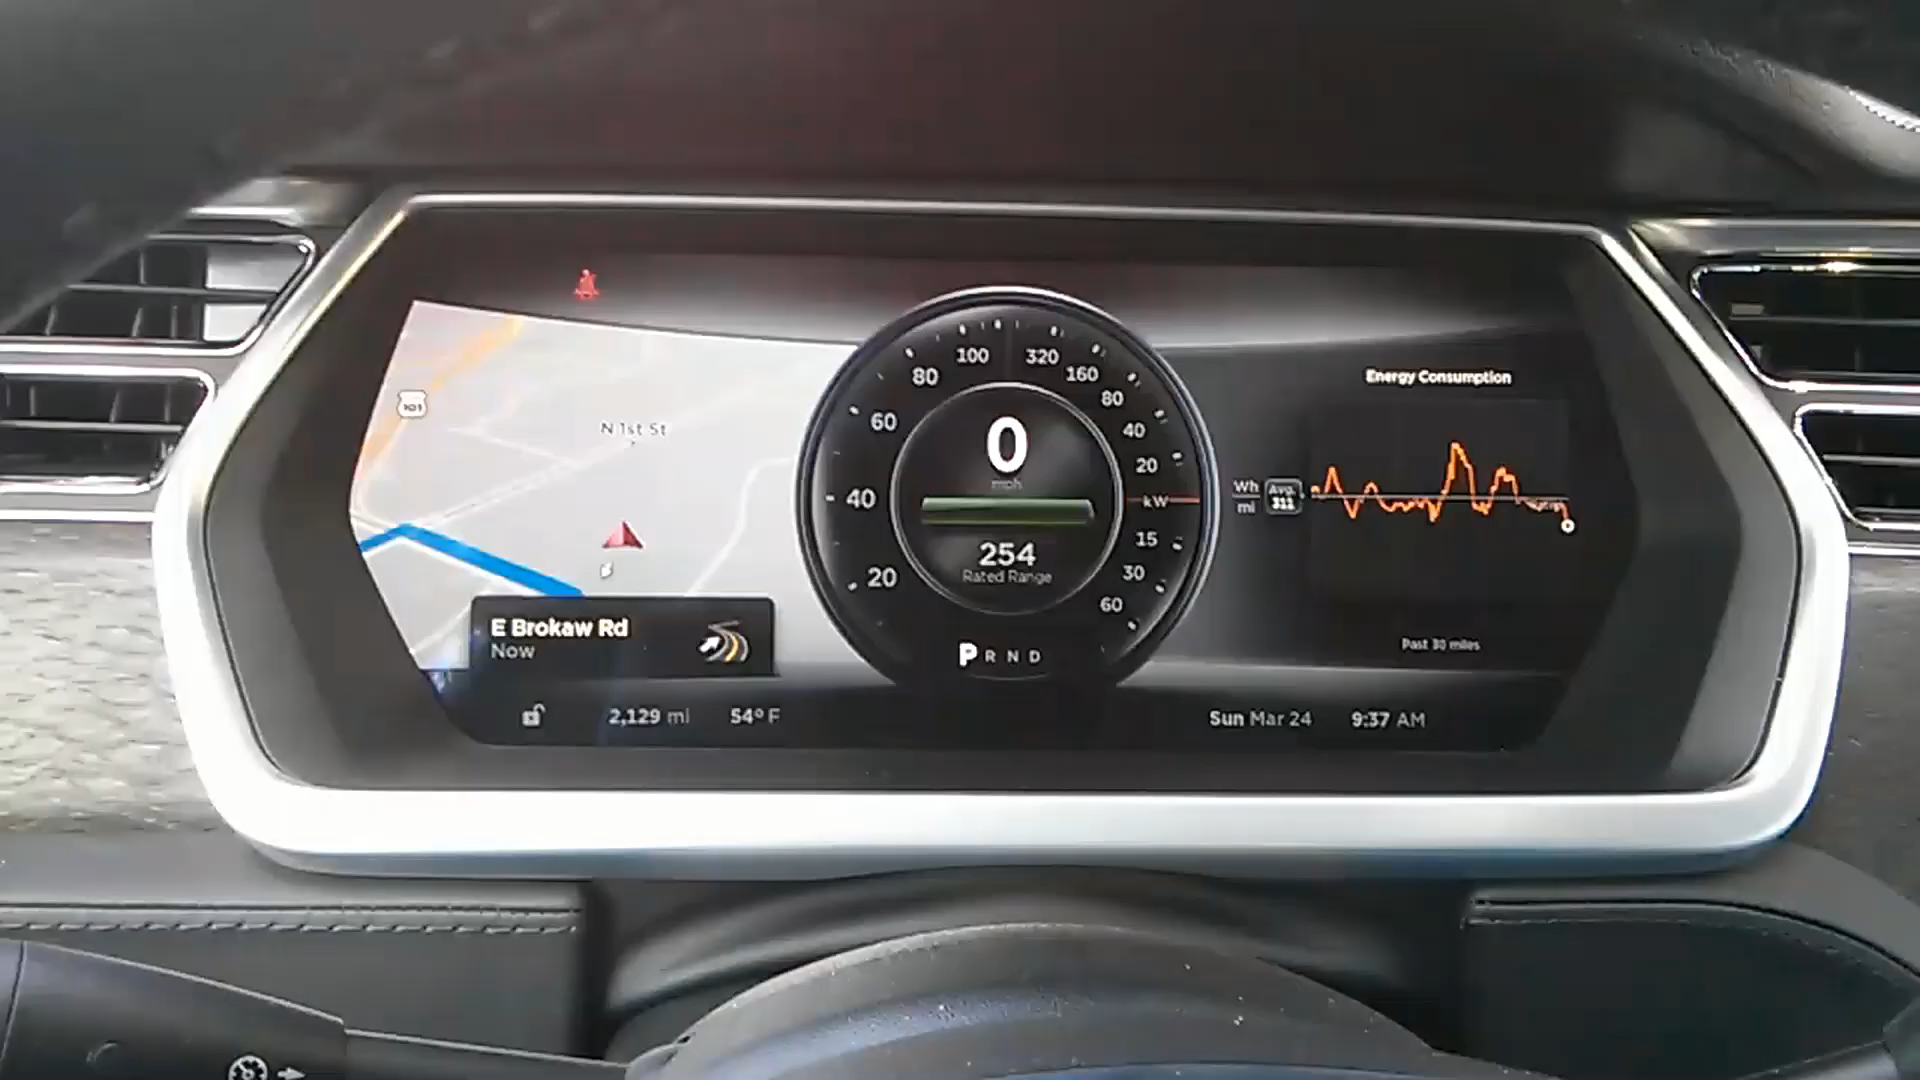 101
N 1st St
E Brokaw Rd
Now
2,129 mi
54° F
100
320
80
160
60
80
40
40
20
20
kW
15
30
60
0
mph
254
Rated Range
P R N D
Energy Consumption
Wh
mi
Avg.
311
Past 30 miles
Sun Mar 24
9:37 AM